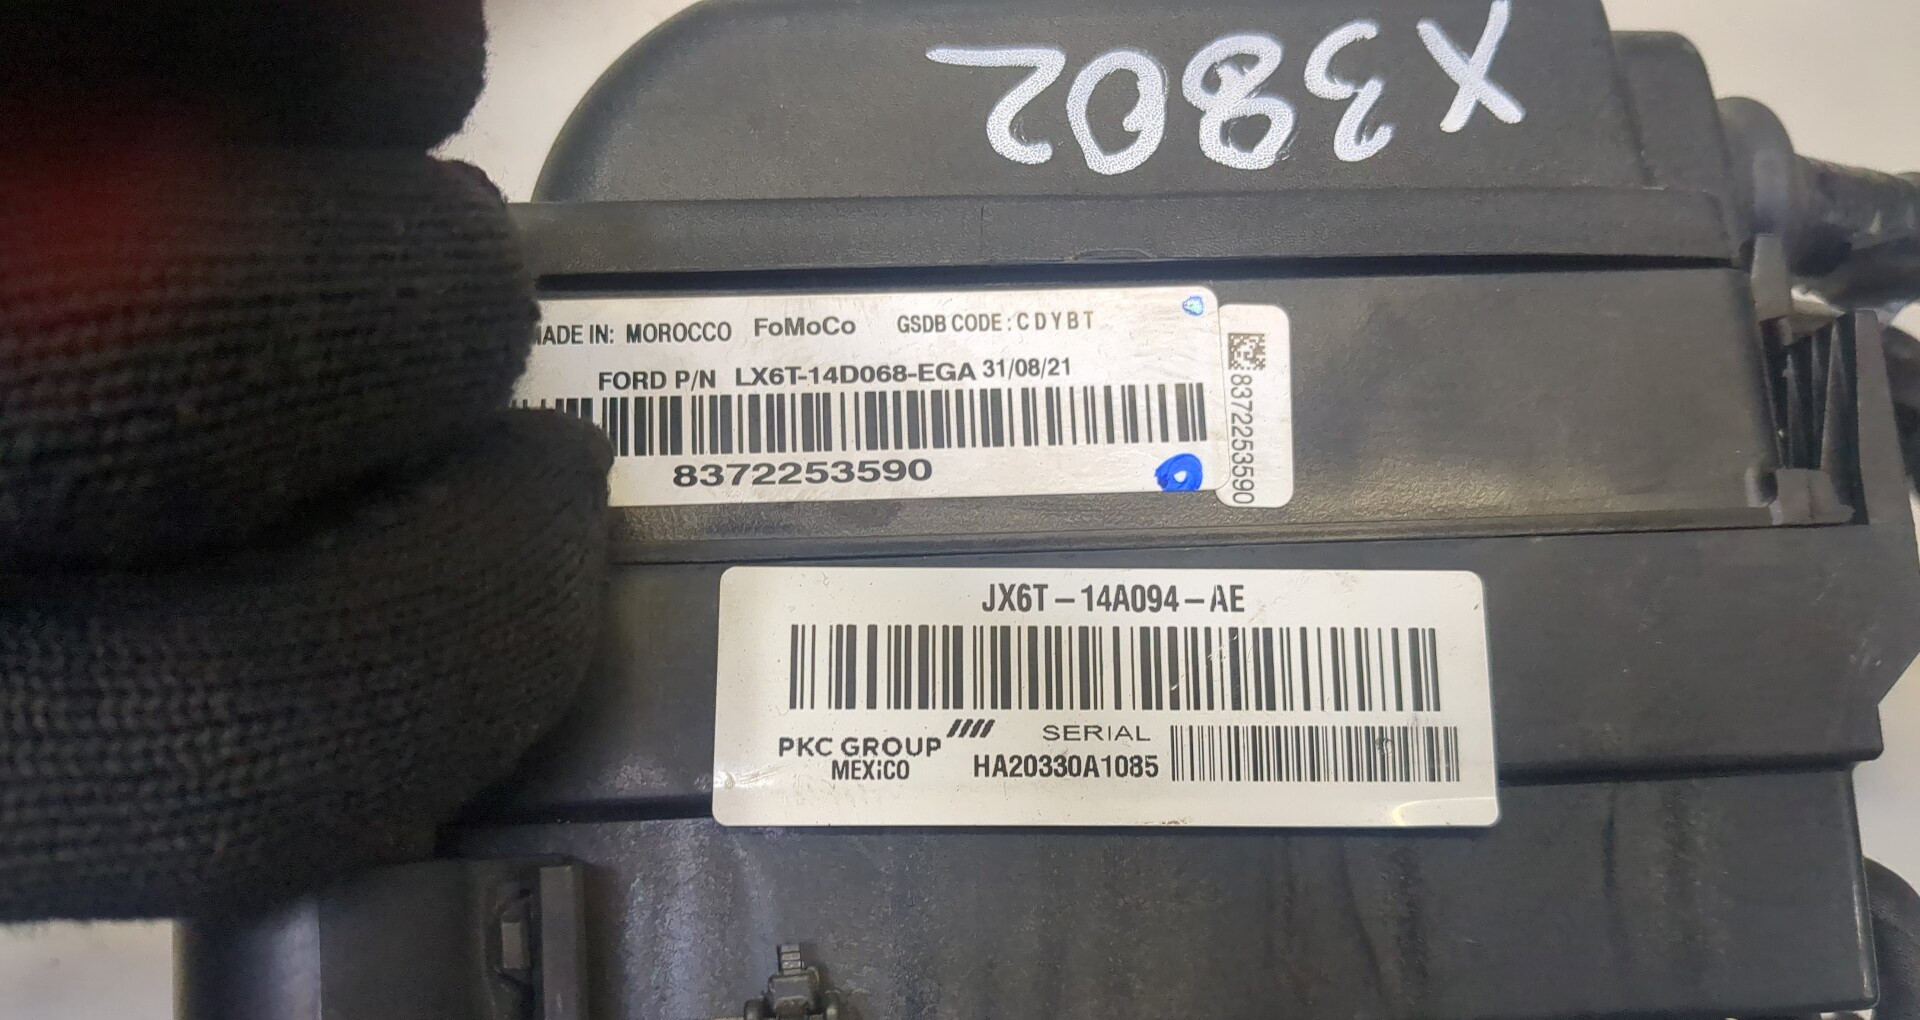 X3802
MADE IN: MOROCCO FoMoCo GSDB CODE: CDYBT
FORD P/N LX6T-14D068-EGA 31/08/21
8372253590
8372253590
JX6T-14A094-AE
PKC GROUP SERIAL
MEXICO HA20330A1085